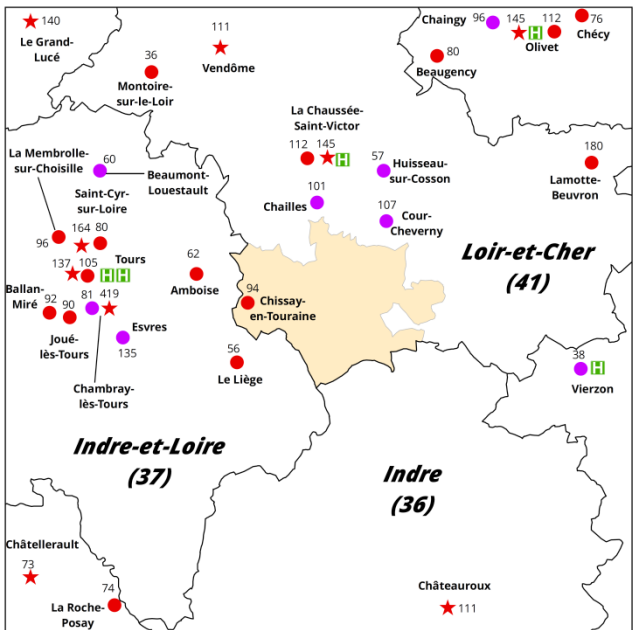 140
Le Grand-
Lucé
111
Vendôme
36
Montoire-
sur-le-Loir
Chaingy
96
145
H
112
Olivet
76
Chécy
80
Beaugency
La Chaussée-
Saint-Victor
112
145
H
57
Huisseau-
sur-Cosson
180
Lamotte-
Beuvron
La Membrolle-
sur-Choisille
60
Beaumont-
Louestault
Saint-Cyr-
sur-Loire
101
Chailles
107
Cour-
Cheverny
164
80
96
Tours
137
105
H H
62
Amboise
Loir-et-Cher
(41)
Ballan-
Miré
92
90
81
419
94
Chissay-
en-Touraine
Joué-
lès-Tours
Esvres
135
Chambray-
lès-Tours
56
Le Liège
38
H
Vierzon
Indre-et-Loire
(37)
Indre
(36)
Châtellerault
73
74
La Roche-
Posay
Châteauroux
111